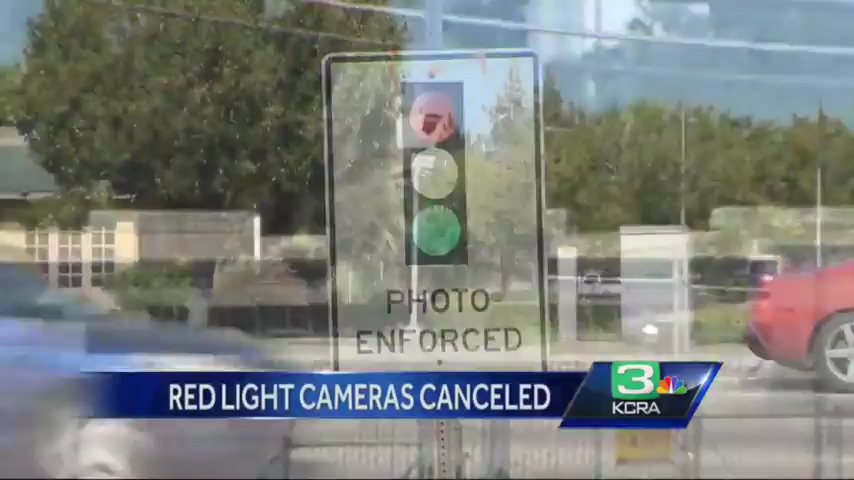 PHOTO
ENFORCED
RED LIGHT CAMERAS CANCELED
3
KCRA